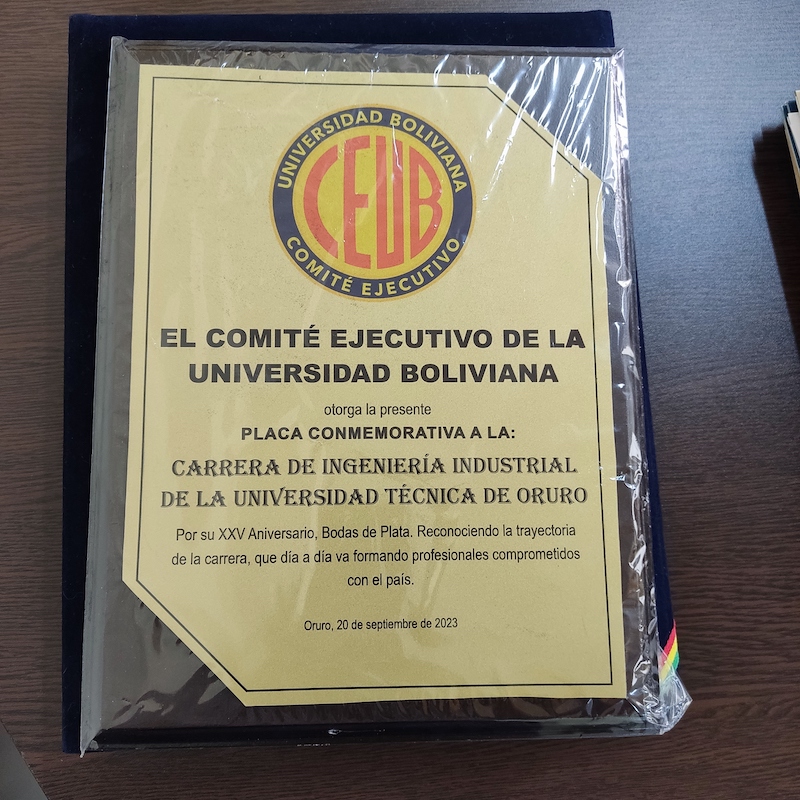 UNIVERSIDAD BOLIVIANA
CEUB
COMITÉ EJECUTIVO
EL COMITÉ EJECUTIVO DE LA
UNIVERSIDAD BOLIVIANA
otorga la presente
PLACA CONMEMORATIVA A LA:
CARRERA DE INGENIERÍA INDUSTRIAL
DE LA UNIVERSIDAD TÉCNICA DE ORURO
Por su XXV Aniversario, Bodas de Plata. Reconociendo la trayectoria
de la carrera, que día a día va formando profesionales comprometidos
con el país.
Oruro, 20 de septiembre de 2023